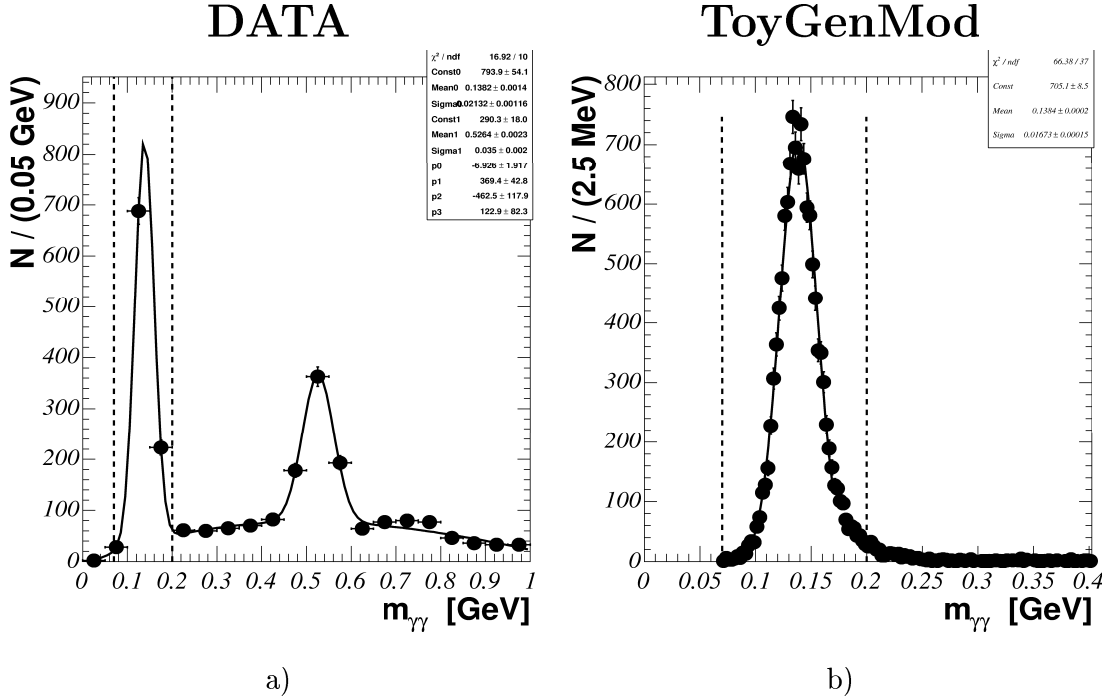 DATA
ToyGenMod
N / (0.05 GeV)
900
800
700
600
500
400
300
200
100
0
χ² / ndf 16.92 / 10
Const0 793.9 ± 54.1
Mean0 0.1382 ± 0.0014
Sigma0 0.02132 ± 0.00116
Const1 290.3 ± 18.0
Mean1 0.5264 ± 0.0023
Sigma1 0.035 ± 0.002
p0 -6.926 ± 1.917
p1 369.4 ± 42.8
p2 -462.5 ± 117.9
p3 122.9 ± 82.3
0 0.1 0.2 0.3 0.4 0.5 0.6 0.7 0.8 0.9 1
mγγ [GeV]
a)
N / (2.5 MeV)
800
700
600
500
400
300
200
100
0
χ² / ndf 66.38 / 37
Const 705.1 ± 8.5
Mean 0.1384 ± 0.0002
Sigma 0.01673 ± 0.00015
0 0.05 0.1 0.15 0.2 0.25 0.3 0.35 0.4
mγγ [GeV]
b)